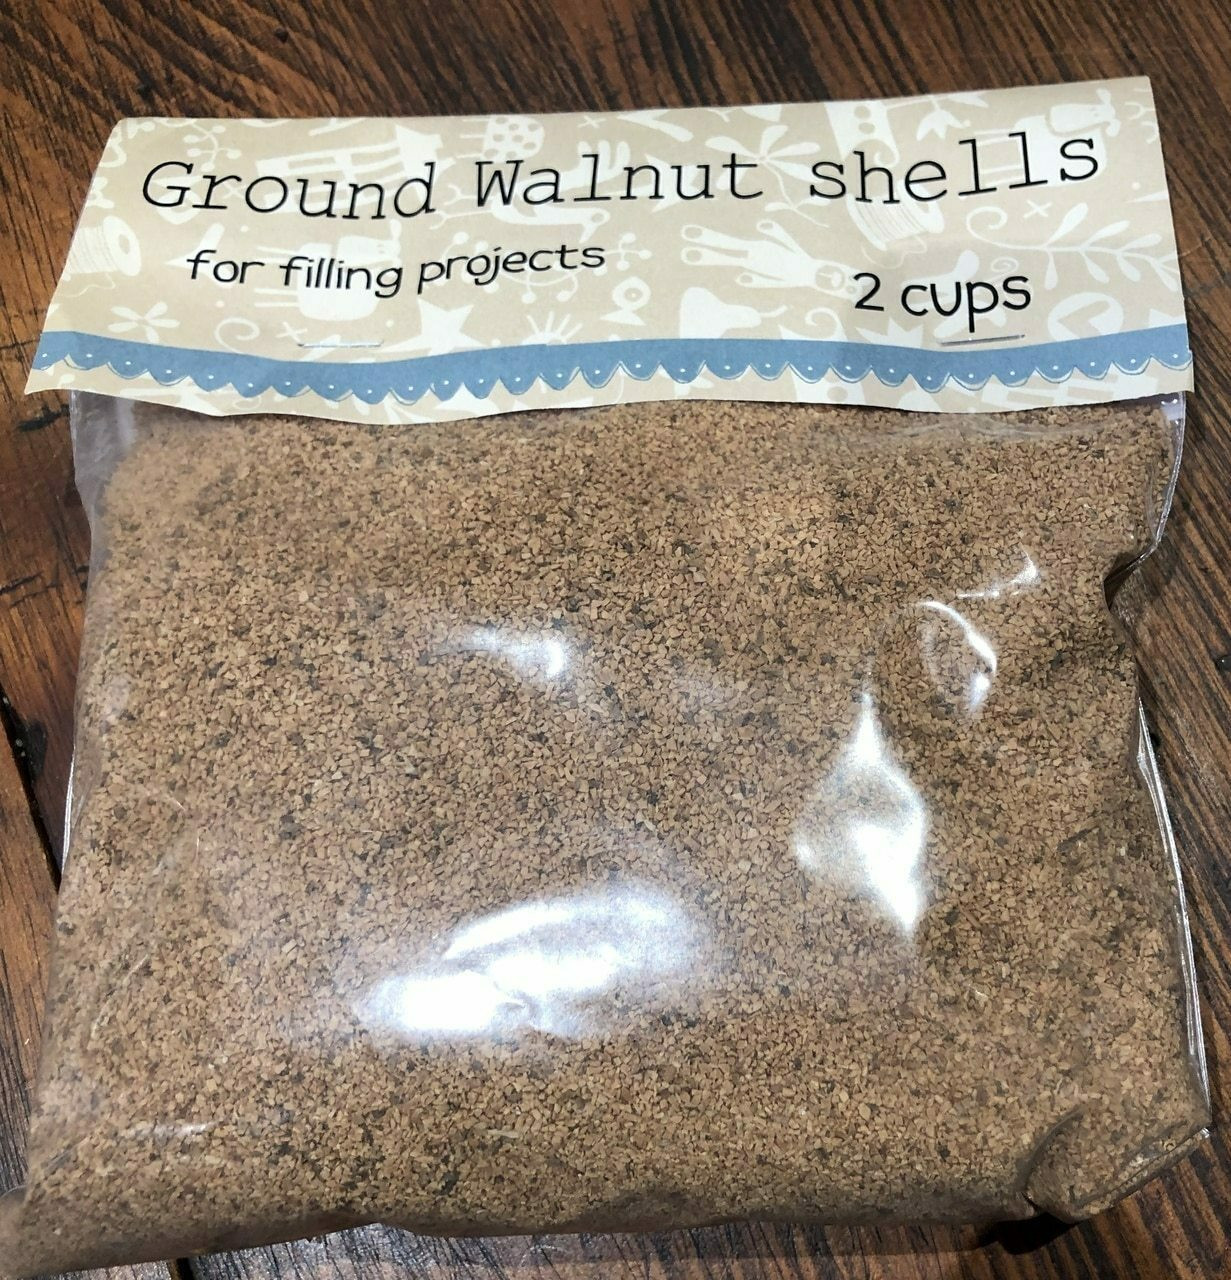 Ground Walnut shells
for filling projects
2 cups